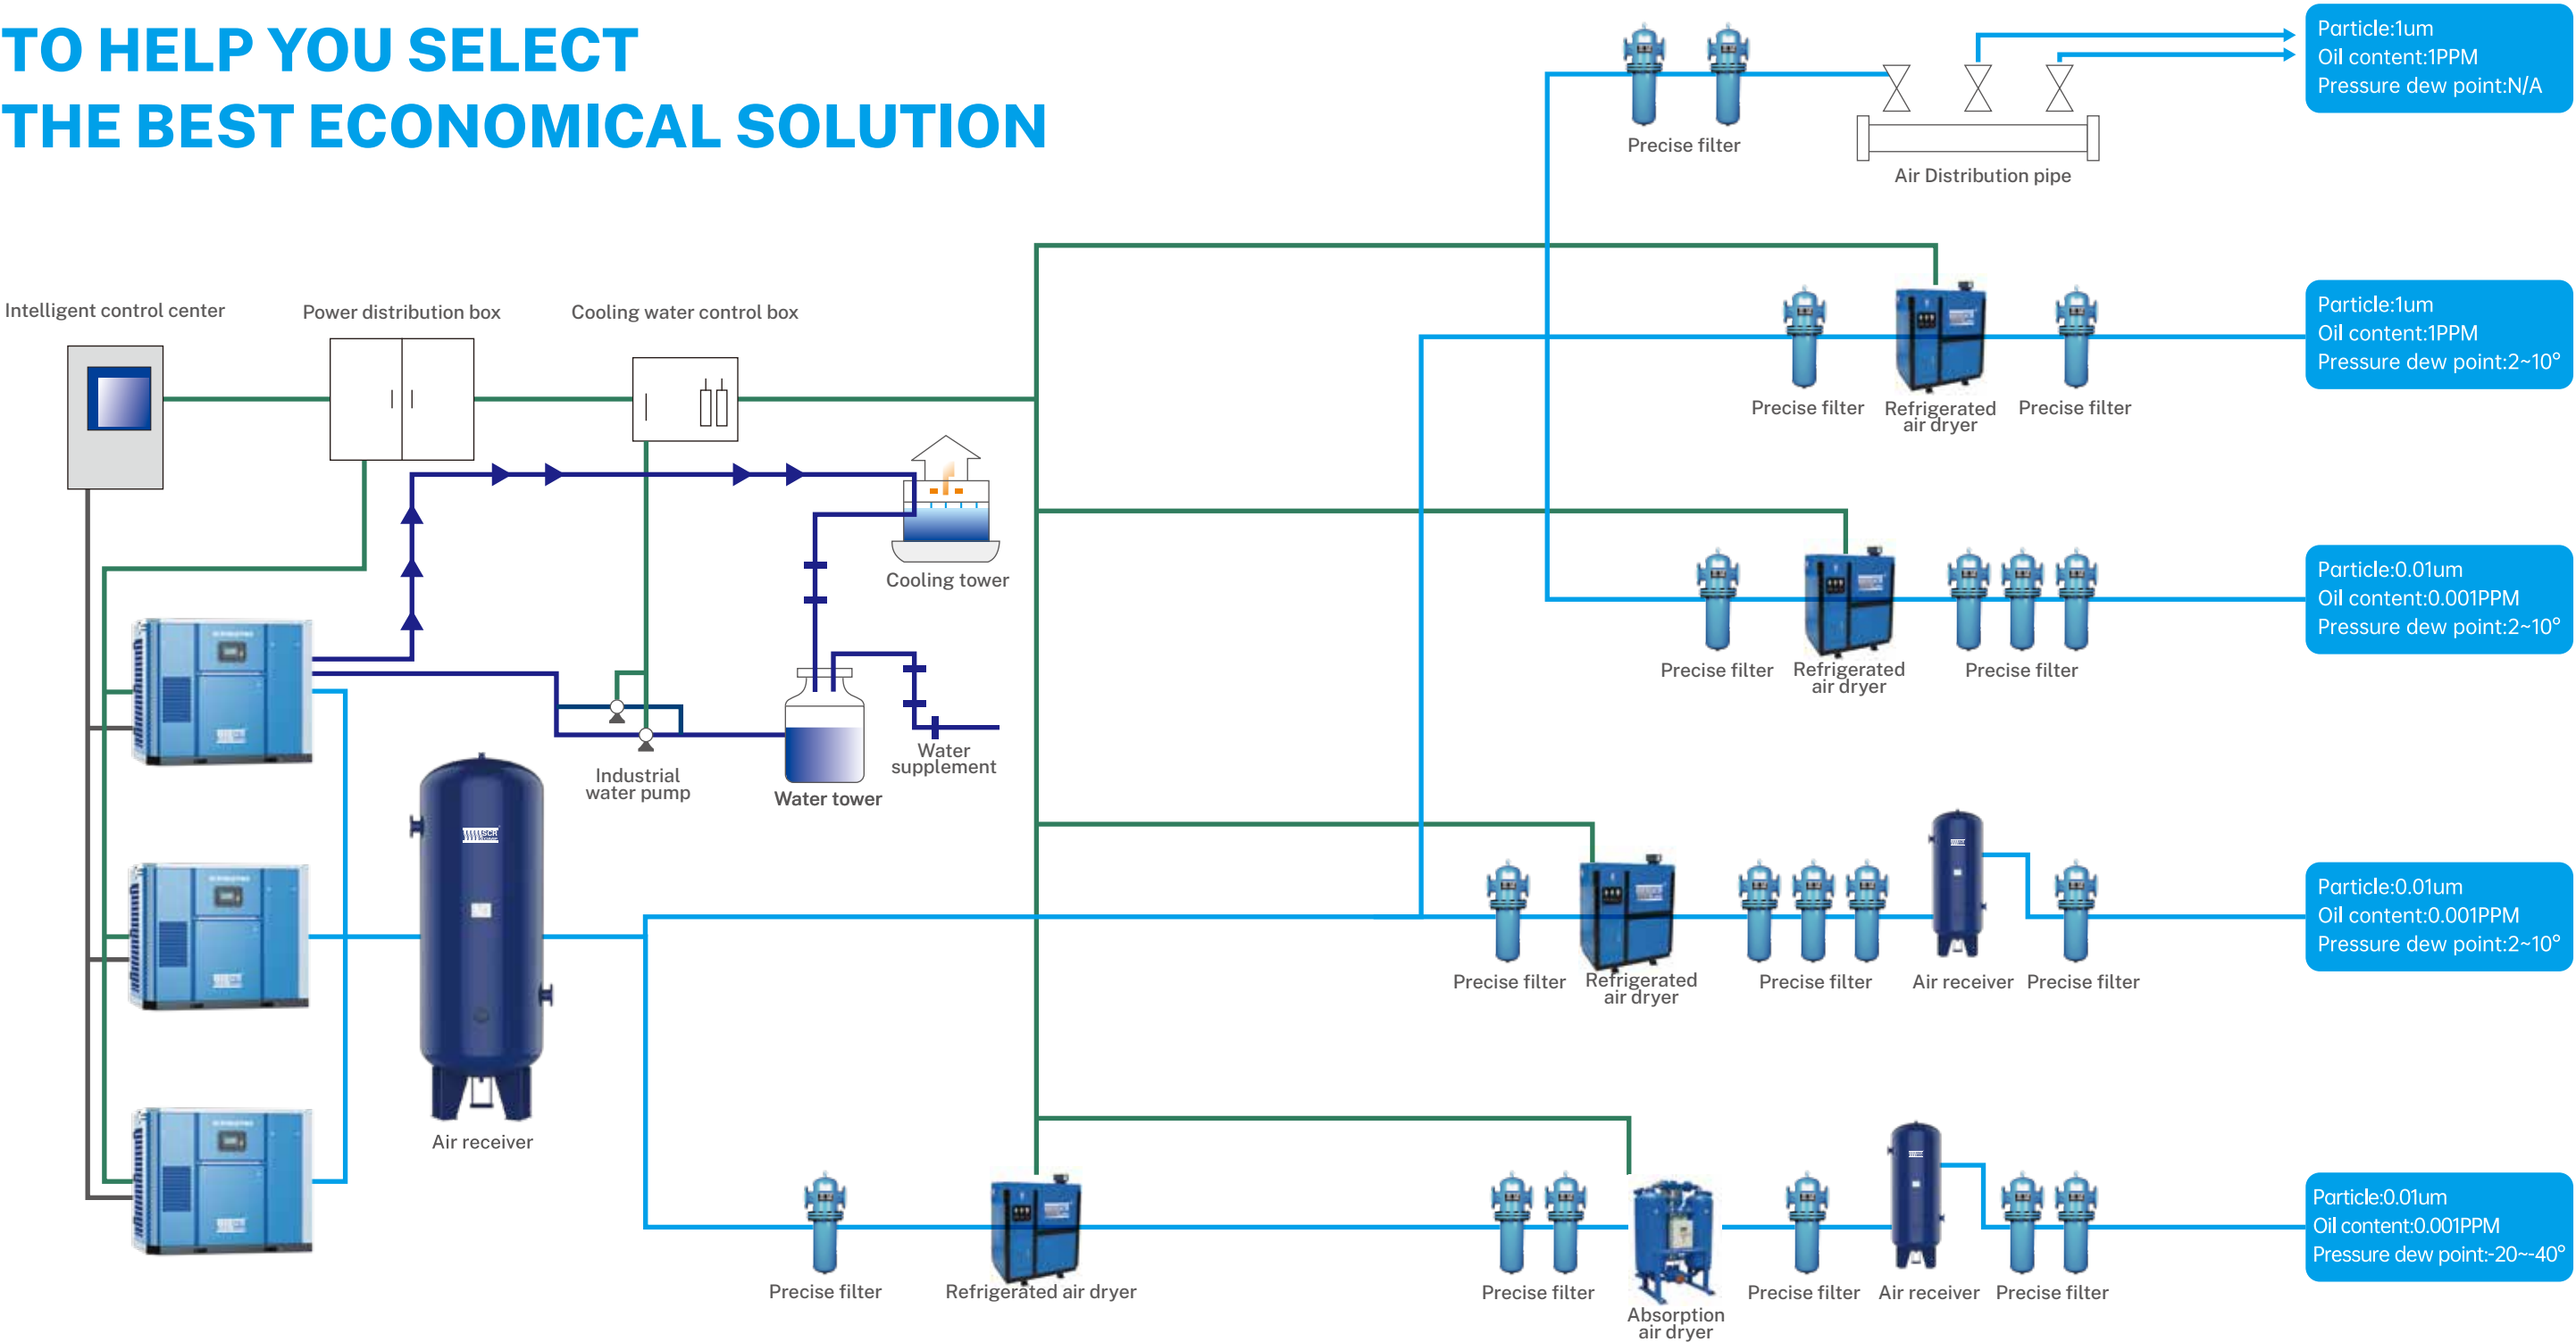 TO HELP YOU SELECT
THE BEST ECONOMICAL SOLUTION
Precise filter
Air Distribution pipe
Particle:1um
Oil content:1PPM
Pressure dew point:N/A
Intelligent control center
Power distribution box
Cooling water control box
Precise filter
Refrigerated
air dryer
Precise filter
Particle:1um
Oil content:1PPM
Pressure dew point:2~10°
Cooling tower
Precise filter
Refrigerated
air dryer
Precise filter
Particle:0.01um
Oil content:0.001PPM
Pressure dew point:2~10°
Industrial
water pump
Water tower
Water
supplement
SCR
Air receiver
Precise filter
Refrigerated
air dryer
Precise filter
Air receiver
Precise filter
Particle:0.01um
Oil content:0.001PPM
Pressure dew point:2~10°
Precise filter
Refrigerated air dryer
Precise filter
Absorption
air dryer
Precise filter
Air receiver
Precise filter
Particle:0.01um
Oil content:0.001PPM
Pressure dew point:-20~-40°